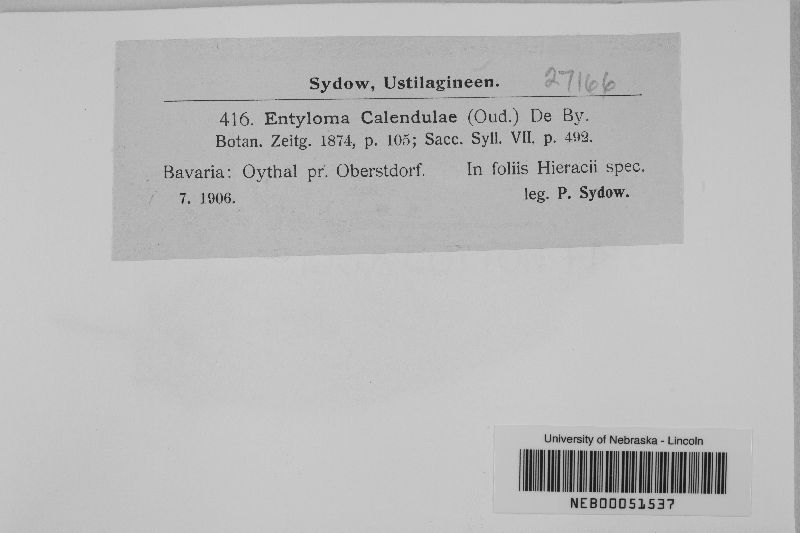 Sydow, Ustilagineen. 27166
416. Entyloma Calendulae (Oud.) De By.
Botan. Zeitg. 1874, p. 105; Sacc. Syll. VII. p. 492.
Bavaria: Oythal pr. Oberstdorf. In foliis Hieracii spec.
7. 1906. leg. P. Sydow.
University of Nebraska - Lincoln
NEB00051537